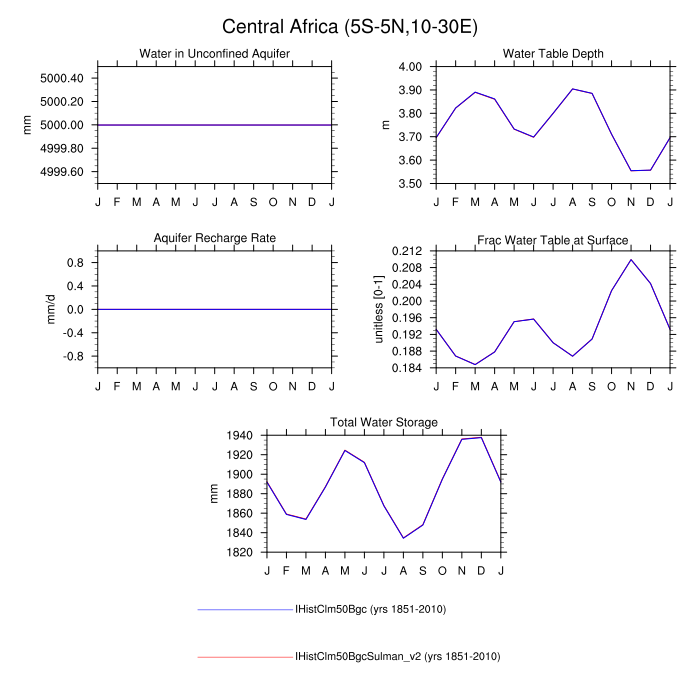 Central Africa (5S-5N,10-30E)
Water in Unconfined Aquifer
5000.40
5000.20
5000.00
4999.80
4999.60
mm
J F M A M J J A S O N D J
Water Table Depth
4.00
3.90
3.80
3.70
3.60
3.50
m
J F M A M J J A S O N D J
Aquifer Recharge Rate
0.8
0.4
0.0
-0.4
-0.8
mm/d
J F M A M J J A S O N D J
Frac Water Table at Surface
0.212
0.208
0.204
0.200
0.196
0.192
0.188
0.184
unitless [0-1]
J F M A M J J A S O N D J
Total Water Storage
1940
1920
1900
1880
1860
1840
1820
mm
J F M A M J J A S O N D J
IHistClm50Bgc (yrs 1851-2010)
IHistClm50BgcSulman_v2 (yrs 1851-2010)